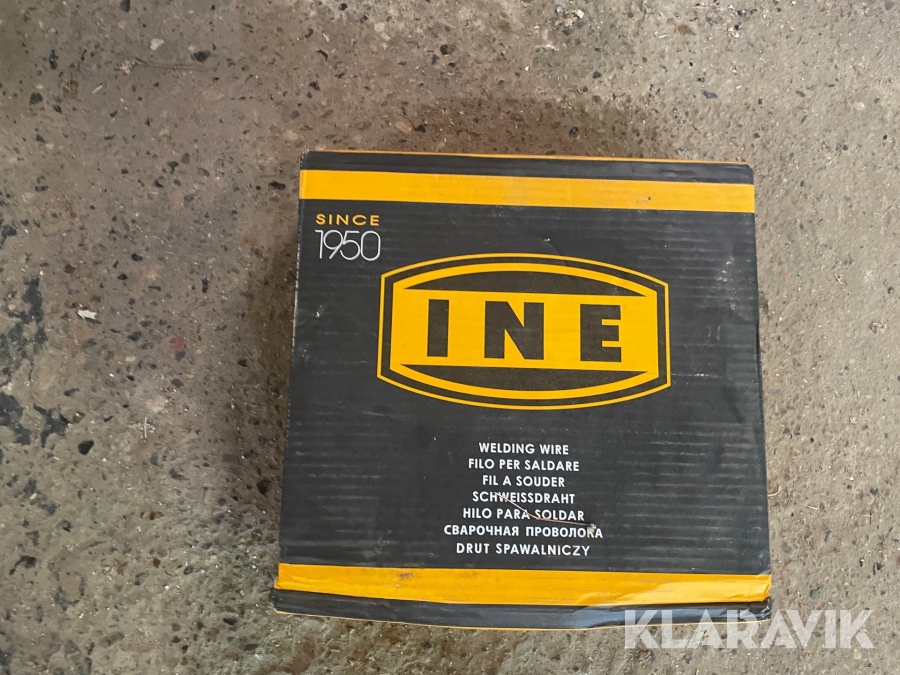 SINCE
1950
INE
WELDING WIRE
FILO PER SALDARE
FIL A SOUDER
SCHWEISSDRAHT
HILO PARA SOLDAR
СВАРОЧНАЯ ПРОВОЛОКА
DRUT SPAWALNICZY
KLARAVIK